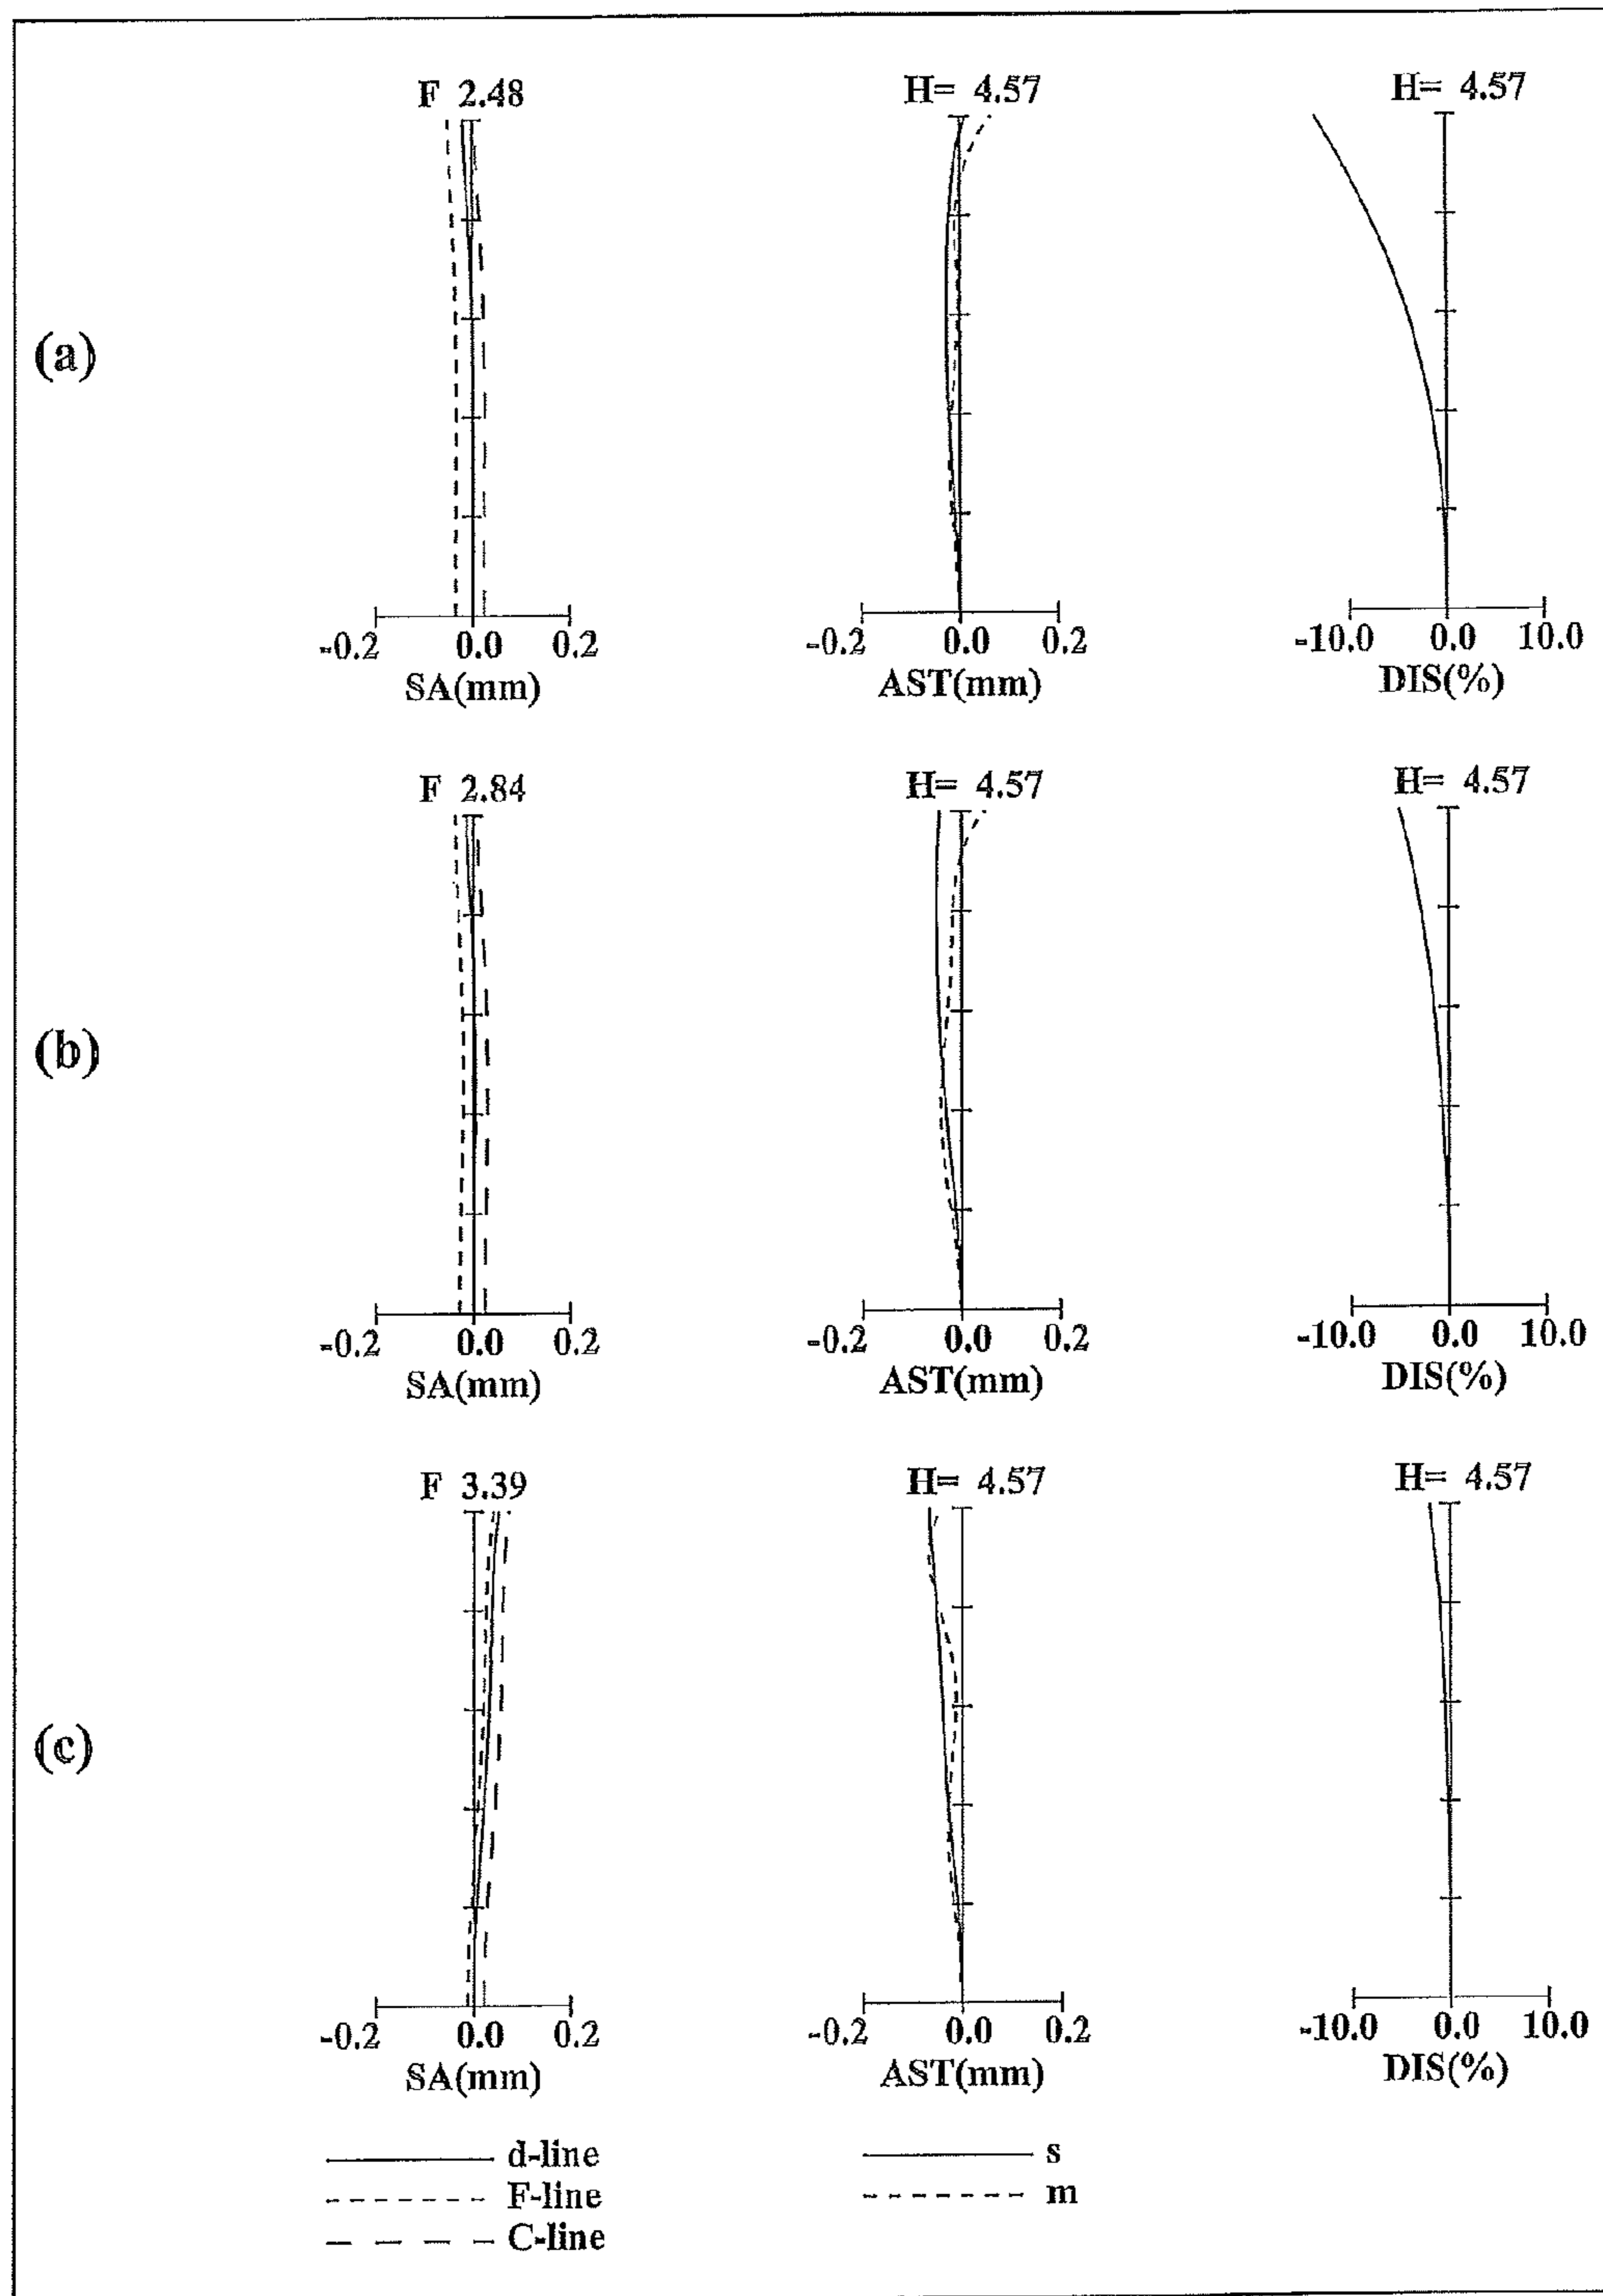 F 2.48
H= 4.57
H= 4.57
(a)
-0.2 0.0 0.2
SA(mm)
-0.2 0.0 0.2
AST(mm)
-10.0 0.0 10.0
DIS(%)
F 2.84
H= 4.57
H= 4.57
(b)
-0.2 0.0 0.2
SA(mm)
-0.2 0.0 0.2
AST(mm)
-10.0 0.0 10.0
DIS(%)
F 3.39
H= 4.57
H= 4.57
(c)
-0.2 0.0 0.2
SA(mm)
-0.2 0.0 0.2
AST(mm)
-10.0 0.0 10.0
DIS(%)
d-line
F-line
C-line
s
m